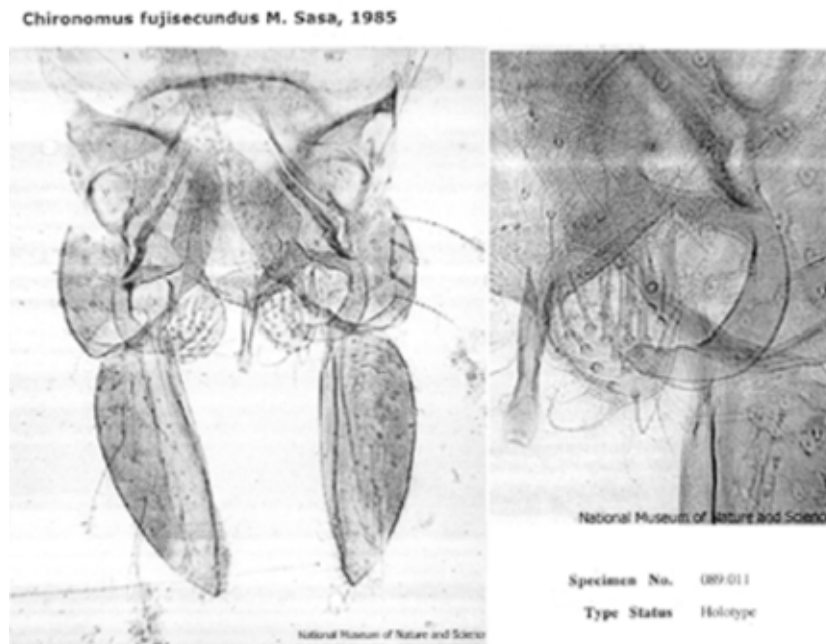 Chironomus fujisecundus M. Sasa, 1985
National Museum of Nature and Science
National Museum of Nature and Scienc
Specimen No. 089:011
Type Status Holotype